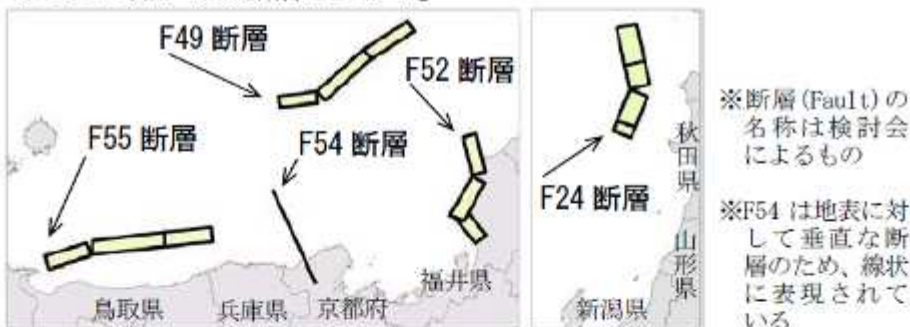 F49 断層
F52 断層
F55 断層
F54 断層
F24 断層
秋田県
山形県
新潟県
福井県
鳥取県
兵庫県
京都府
※断層(Fault)の
名称は検討会
によるもの
※F54 は地表に対
して垂直な断
層のため、線状
に表現されて
いる